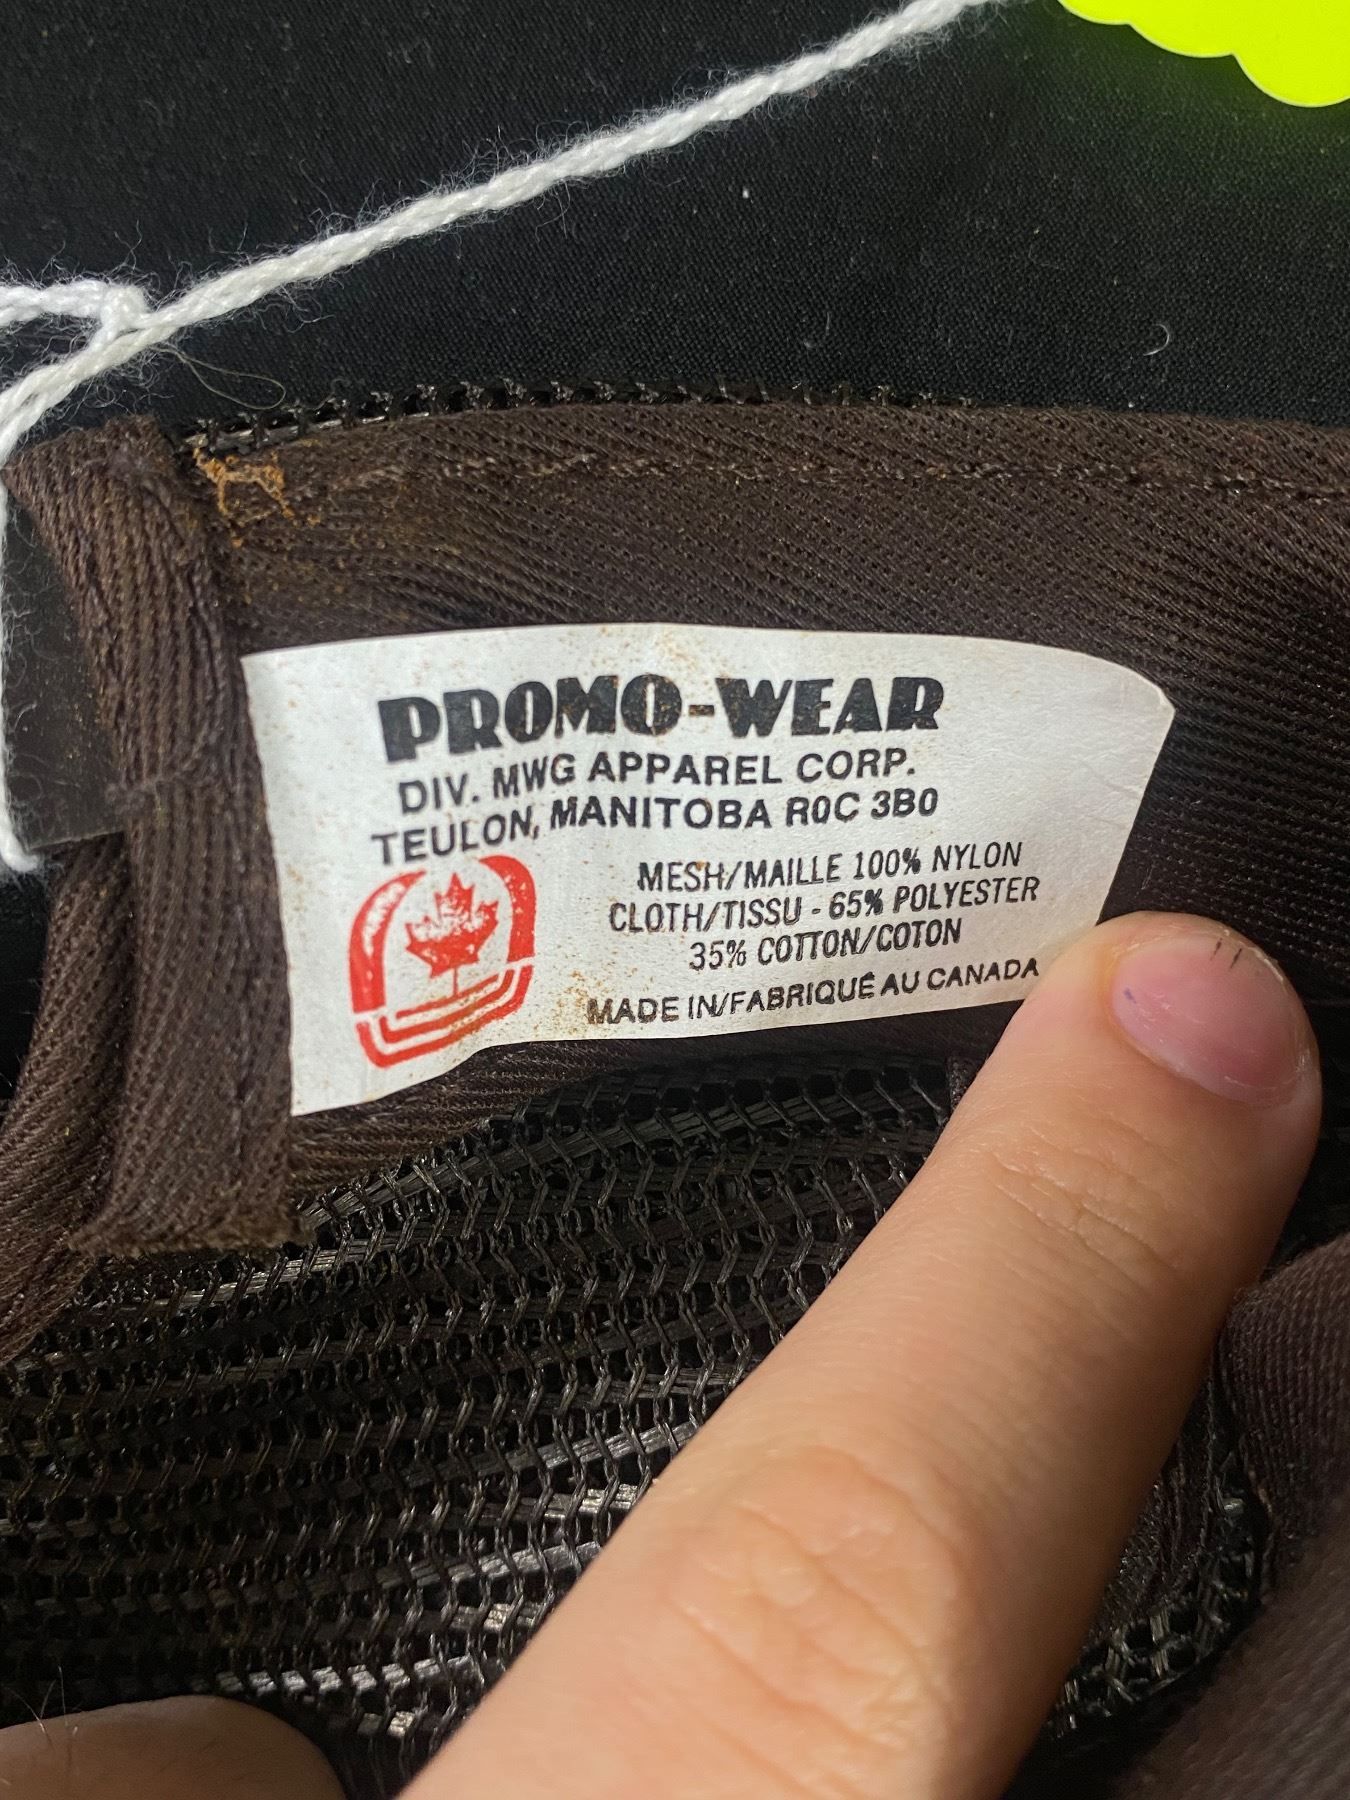 PROMO-WEAR
DIV. MWG APPAREL CORP.
TEULON, MANITOBA R0C 3B0
MESH/MAILLE 100% NYLON
CLOTH/TISSU - 65% POLYESTER
35% COTTON/COTON
MADE IN/FABRIQUÉ AU CANADA